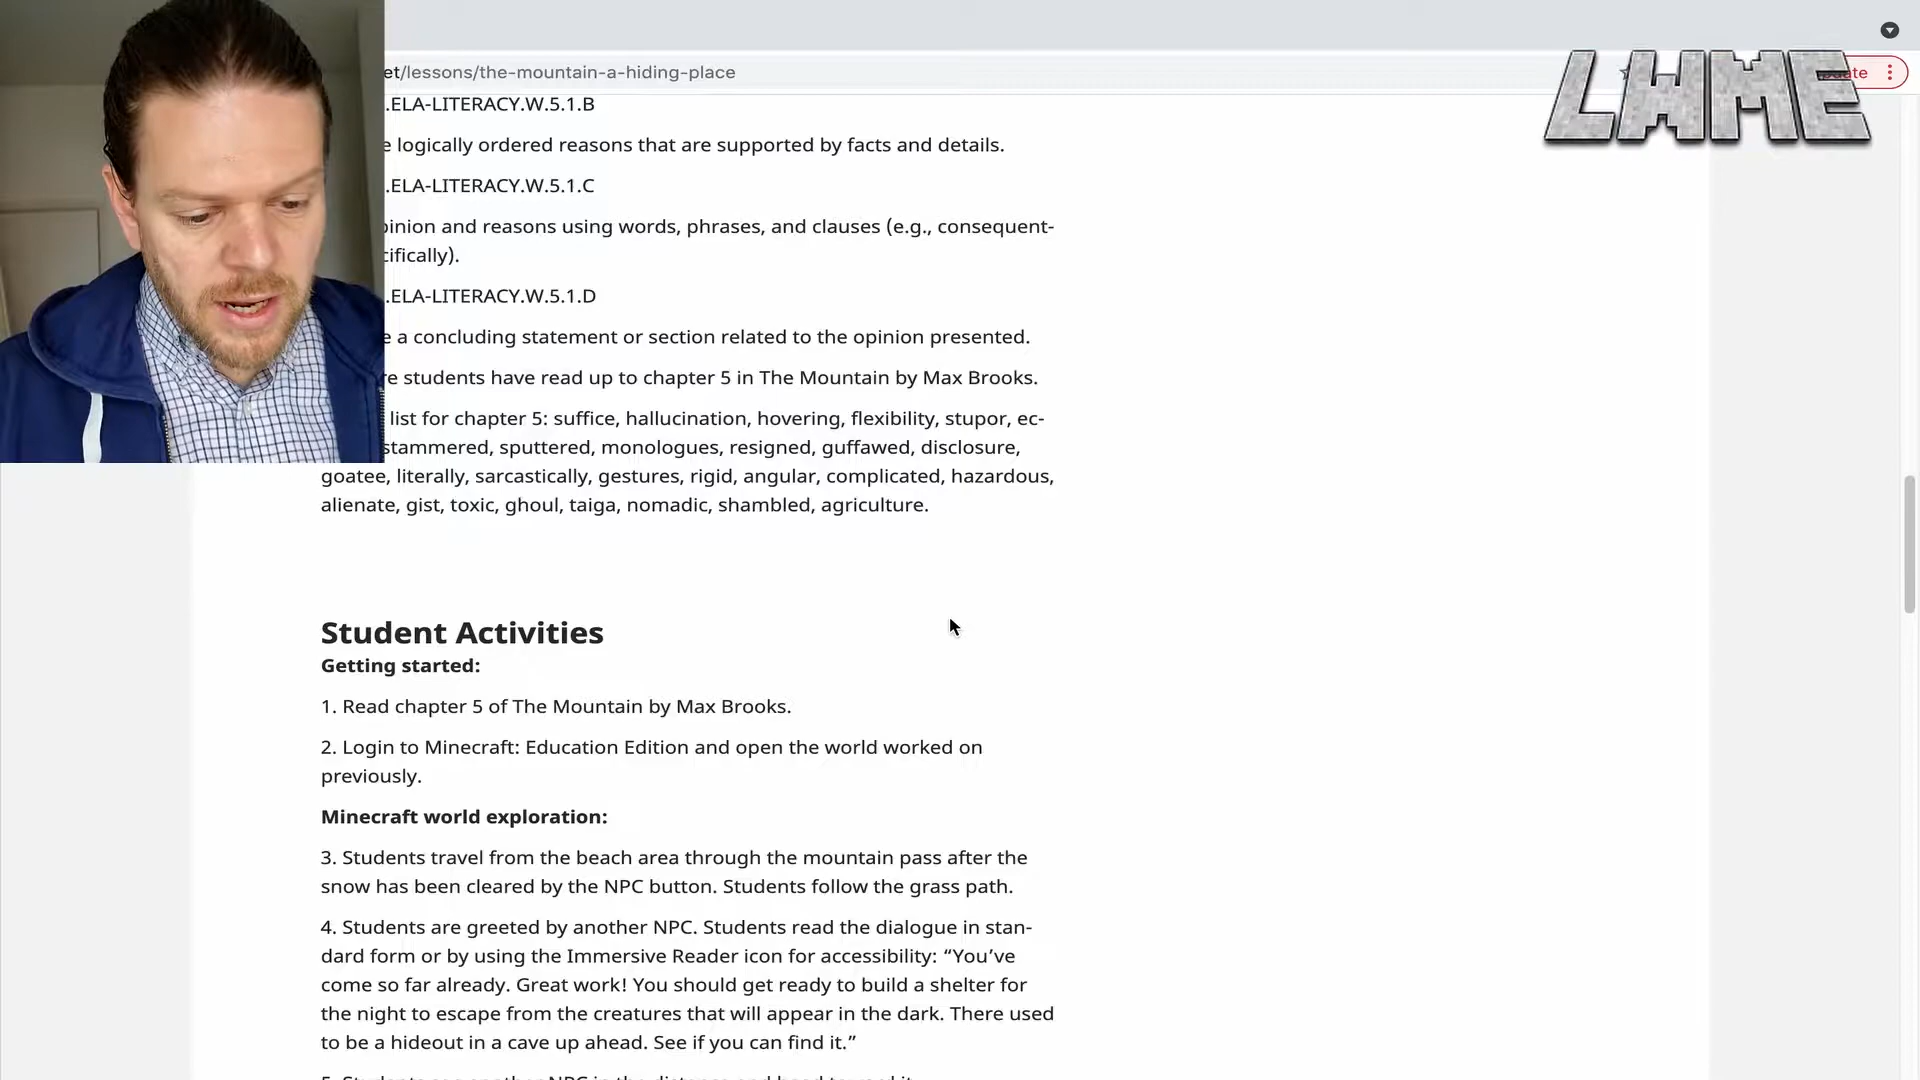 et/lessons/the-mountain-a-hiding-place
LWME
date
.ELA-LITERACY.W.5.1.B
e logically ordered reasons that are supported by facts and details.
.ELA-LITERACY.W.5.1.C
pinion and reasons using words, phrases, and clauses (e.g., consequent-
cifically).
.ELA-LITERACY.W.5.1.D
e a concluding statement or section related to the opinion presented.
re students have read up to chapter 5 in The Mountain by Max Brooks.
list for chapter 5: suffice, hallucination, hovering, flexibility, stupor, ec-
stammered, sputtered, monologues, resigned, guffawed, disclosure,
goatee, literally, sarcastically, gestures, rigid, angular, complicated, hazardous,
alienate, gist, toxic, ghoul, taiga, nomadic, shambled, agriculture.
Student Activities
Getting started:
1. Read chapter 5 of The Mountain by Max Brooks.
2. Login to Minecraft: Education Edition and open the world worked on
previously.
Minecraft world exploration:
3. Students travel from the beach area through the mountain pass after the
snow has been cleared by the NPC button. Students follow the grass path.
4. Students are greeted by another NPC. Students read the dialogue in stan-
dard form or by using the Immersive Reader icon for accessibility: “You’ve
come so far already. Great work! You should get ready to build a shelter for
the night to escape from the creatures that will appear in the dark. There used
to be a hideout in a cave up ahead. See if you can find it.”